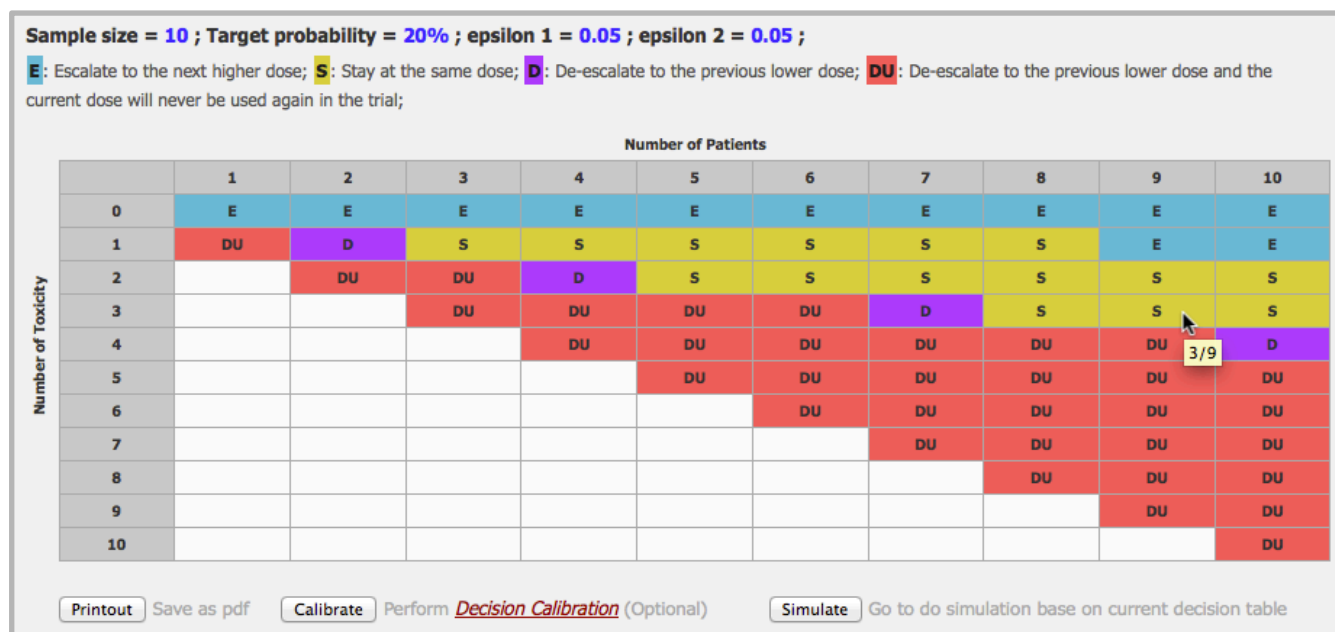 Sample size = 10 ; Target probability = 20% ; epsilon 1 = 0.05 ; epsilon 2 = 0.05 ;
E : Escalate to the next higher dose; S : Stay at the same dose; D : De-escalate to the previous lower dose; DU : De-escalate to the previous lower dose and the
current dose will never be used again in the trial;
Number of Patients
1 2 3 4 5 6 7 8 9 10
Number of Toxicity
0 E E E E E E E E E E
1 DU D S S S S S S E E
2 DU DU D S S S S S S
3 DU DU DU DU D S S S
4 DU DU DU DU DU DU D
3/9
5 DU DU DU DU DU DU
6 DU DU DU DU DU
7 DU DU DU DU
8 DU DU DU
9 DU DU
10 DU
Printout Save as pdf Calibrate Perform Decision Calibration (Optional) Simulate Go to do simulation base on current decision table